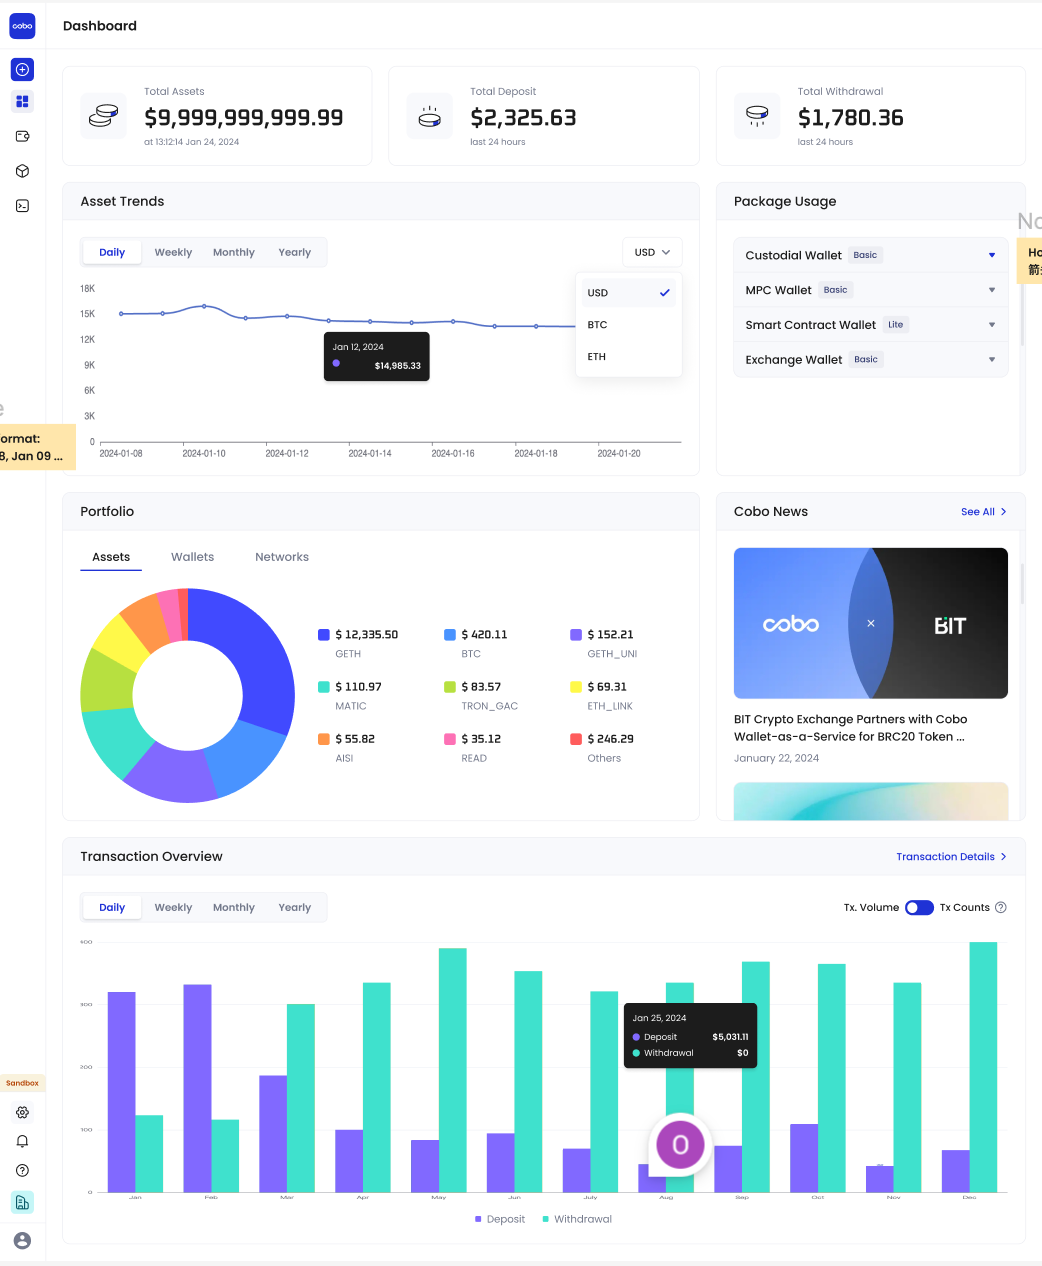 cobo
Dashboard
Total Assets
$9,999,999,999.99
at 13:12:14 Jan 24, 2024
Total Deposit
$2,325.63
last 24 hours
Total Withdrawal
$1,780.36
last 24 hours
Asset Trends
Daily Weekly Monthly Yearly
USD
USD
BTC
ETH
18K
15K
12K
9K
6K
3K
0
Jan 12, 2024
$14,985.33
2024-01-08 2024-01-10 2024-01-12 2024-01-14 2024-01-16 2024-01-18 2024-01-20
Package Usage
Custodial Wallet Basic
MPC Wallet Basic
Smart Contract Wallet Lite
Exchange Wallet Basic
No
Ho
箭
ormat:
, Jan 09 ...
Portfolio
Assets Wallets Networks
$ 12,335.50
GETH
$ 420.11
BTC
$ 152.21
GETH_UNI
$ 110.97
MATIC
$ 83.57
TRON_GAC
$ 69.31
ETH_LINK
$ 55.82
AISI
$ 35.12
READ
$ 246.29
Others
Cobo News
See All
cobo × BIT
BIT Crypto Exchange Partners with Cobo
Wallet-as-a-Service for BRC20 Token ...
January 22, 2024
Transaction Overview
Transaction Details
Daily Weekly Monthly Yearly
Tx. Volume Tx Counts
400
300
200
100
0
Jan 25, 2024
Deposit $5,031.11
Withdrawal $0
O
Jan Feb Mar Apr May Jun July Aug Sep Oct Nov Dec
Deposit Withdrawal
Sandbox